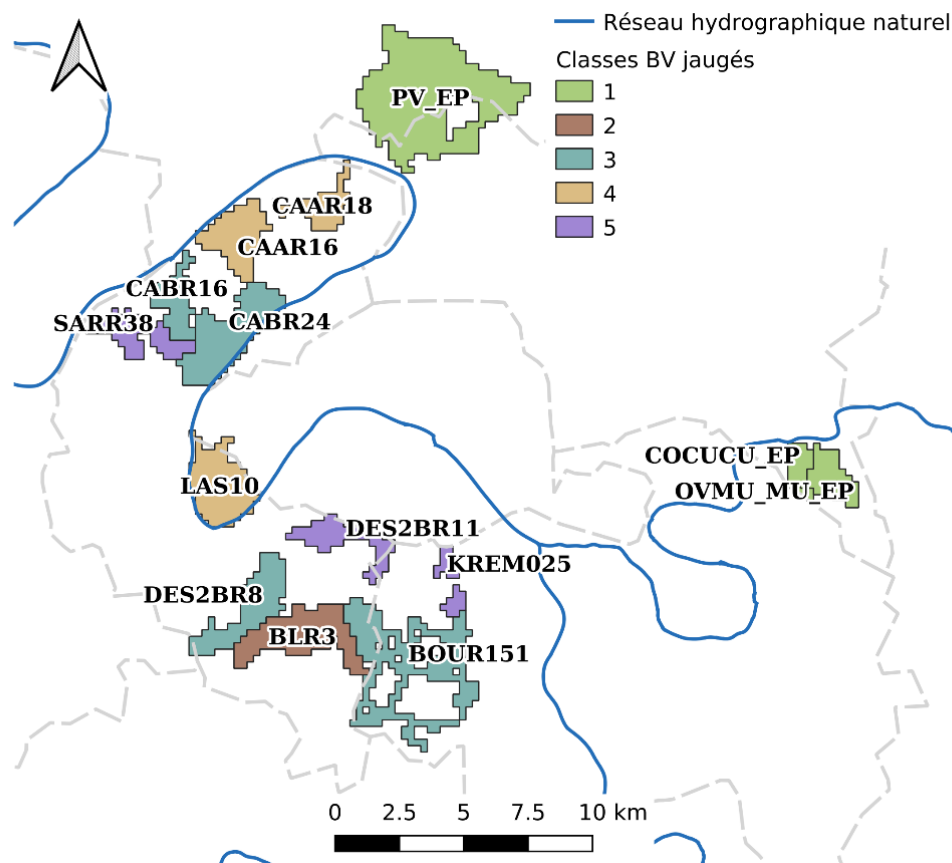 Réseau hydrographique naturel
Classes BV jaugés
1
2
3
4
5
PV_EP
CAAR18
CAAR16
CABR16
SARR38
CABR24
COCUCU_EP
OVMU_MU_EP
LAS10
DES2BR11
KREM025
DES2BR8
BLR3
BOUR151
0 2.5 5 7.5 10 km